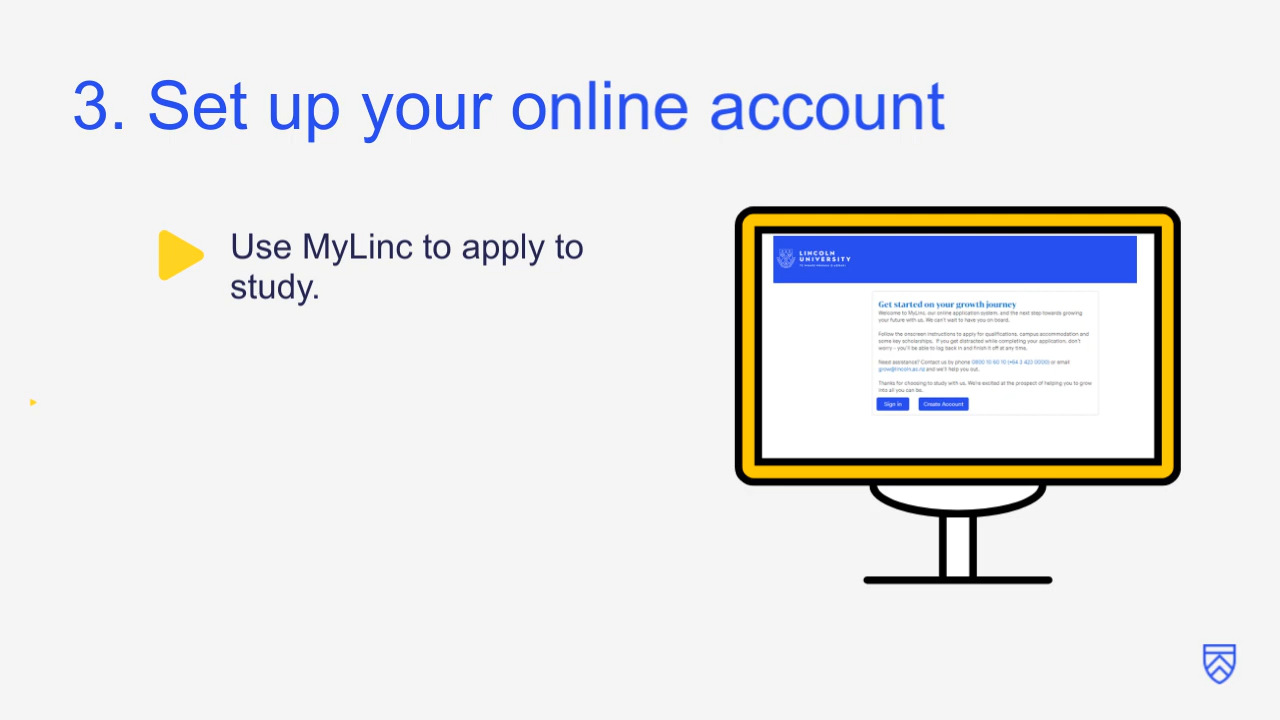 3. Set up your online account
Use MyLinc to apply to
study.
LINCOLN
UNIVERSITY
Get started on your growth journey
Welcome to MyLinc, our online application system, and the next step towards growing
your future with us. We can't wait to have you on board.
Follow the onscreen instructions to apply for qualifications, campus accommodation and
some key scholarships. If you get distracted while completing your application, don't
worry – you'll be able to log back in and finish it off at any time.
Need assistance? Contact us by phone 0800 10 60 10 (+64 3 423 0000) or email
grow@lincoln.ac.nz and we'll help you out.
Thanks for choosing to study with us. We're excited at the prospect of helping you to grow
into all you can be.
Sign in Create Account